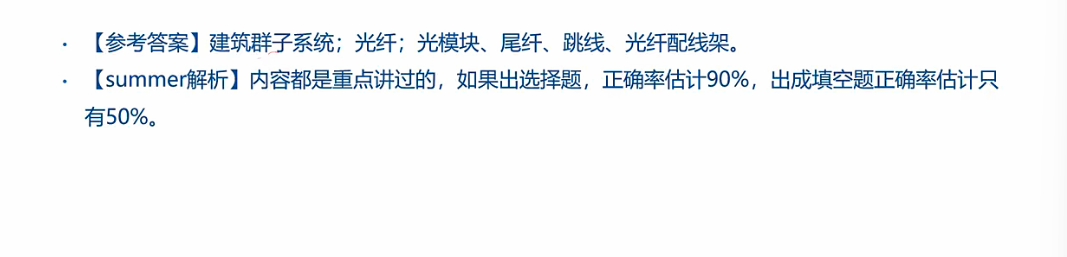 • 【参考答案】建筑群子系统；光纤；光模块、尾纤、跳线、光纤配线架。
• 【summer解析】内容都是重点讲过的，如果出选择题，正确率估计90%，出成填空题正确率估计只
有50%。